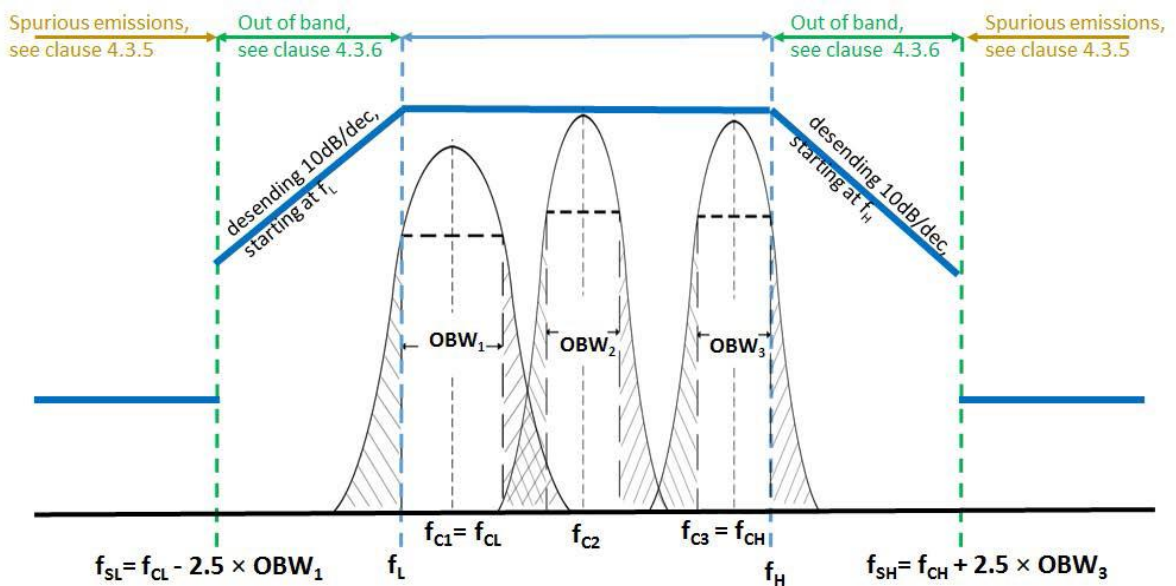 Spurious emissions,
see clause 4.3.5
Out of band,
see clause 4.3.6
Out of band,
see clause 4.3.6
Spurious emissions,
see clause 4.3.5
desending 10dB/dec,
starting at fL
desending 10dB/dec,
starting at fH
OBW1
OBW2
OBW3
fC1= fCL
fC2
fC3 = fCH
fSL= fCL - 2.5 × OBW1
fL
fH
fSH= fCH + 2.5 × OBW3